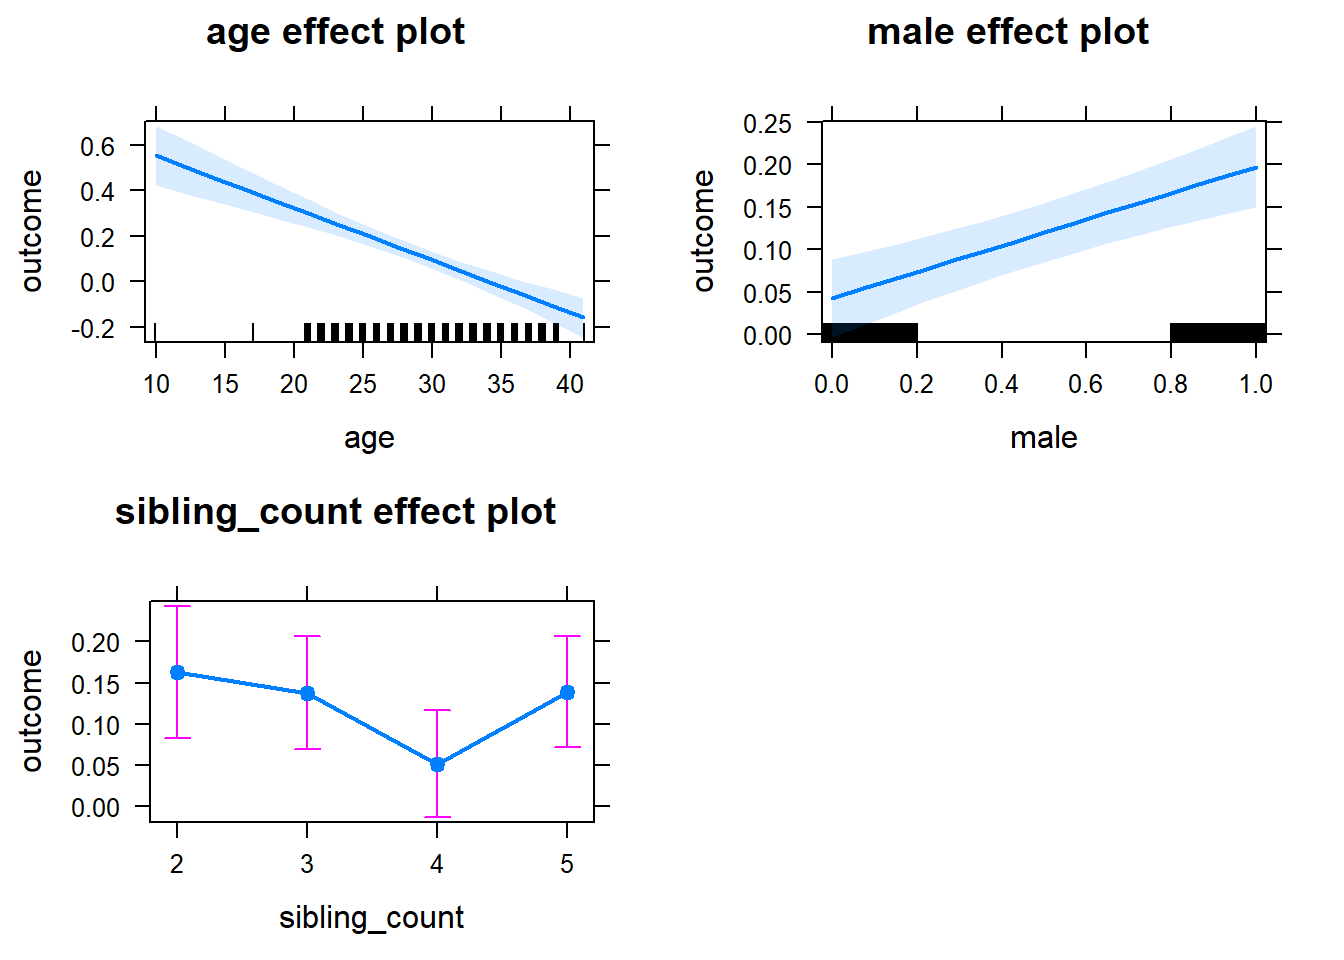 age effect plot
outcome
0.6
0.4
0.2
0.0
-0.2
10 15 20 25 30 35 40
age
male effect plot
outcome
0.25
0.20
0.15
0.10
0.05
0.00
0.0 0.2 0.4 0.6 0.8 1.0
male
sibling_count effect plot
outcome
0.20
0.15
0.10
0.05
0.00
2 3 4 5
sibling_count